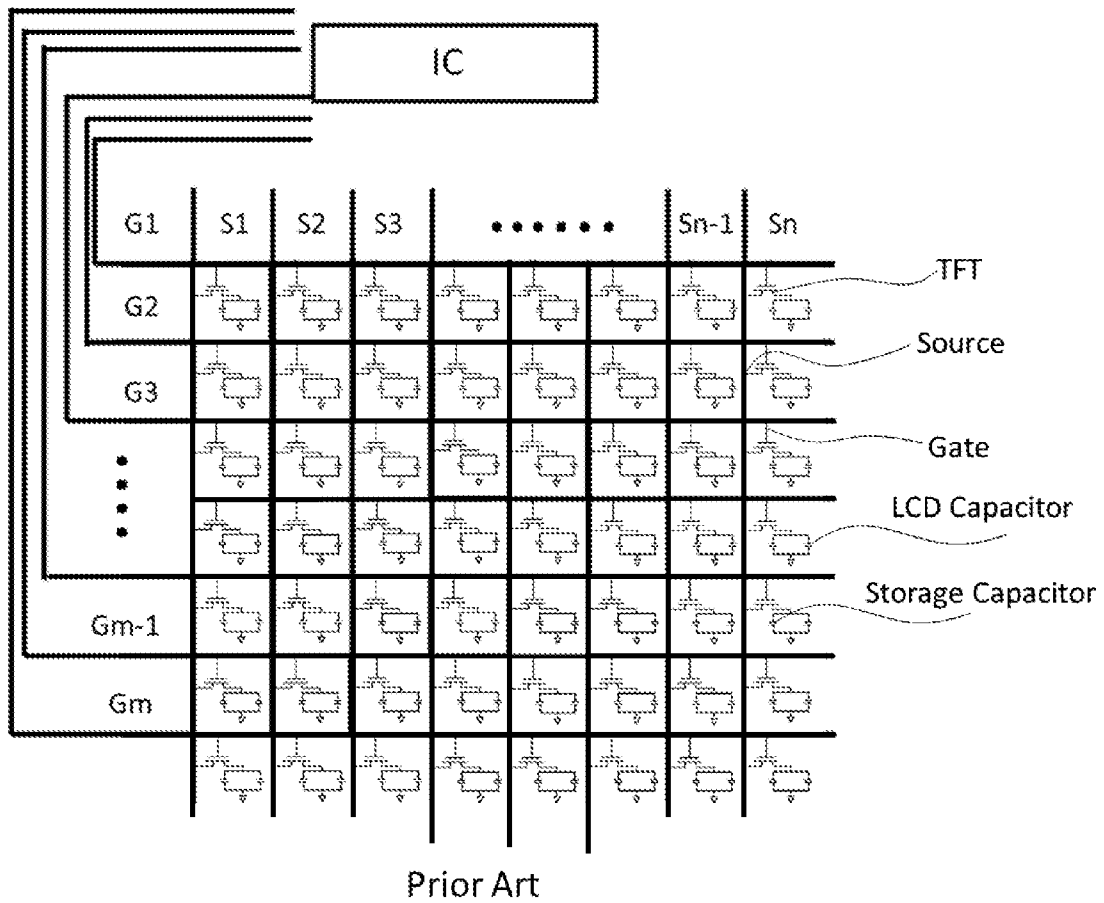 IC
G1 S1 S2 S3 ...... Sn-1 Sn
TFT
G2
Source
G3
Gate
LCD Capacitor
Storage Capacitor
Gm-1
Gm
Prior Art